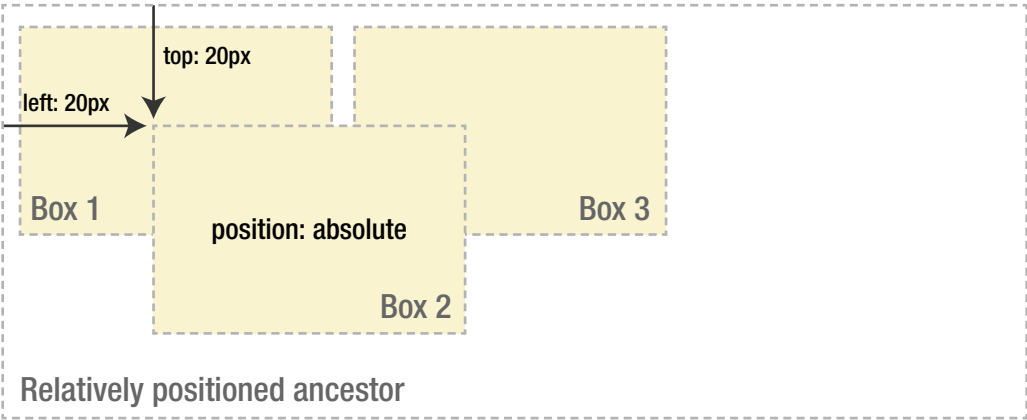 top: 20px
left: 20px
Box 1
Box 3
position: absolute
Box 2
Relatively positioned ancestor